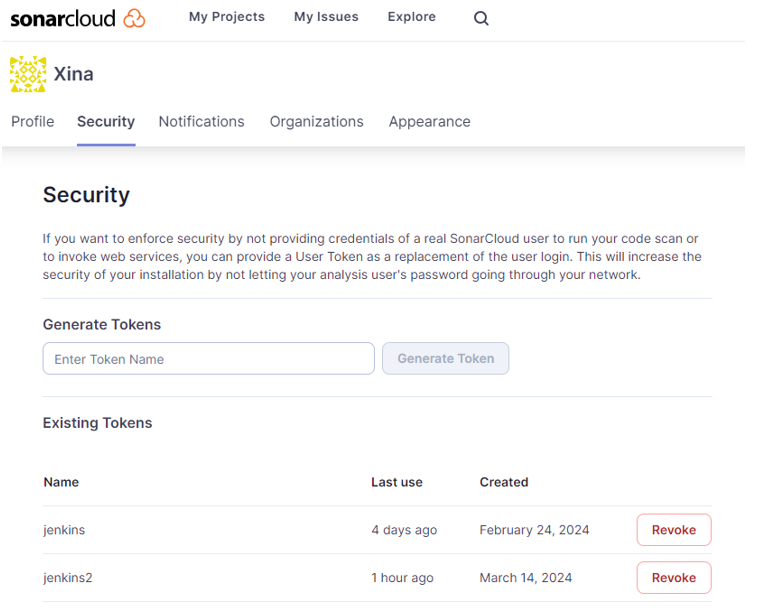 sonarcloud My Projects My Issues Explore
Xina
Profile Security Notifications Organizations Appearance
Security
If you want to enforce security by not providing credentials of a real SonarCloud user to run your code scan or
to invoke web services, you can provide a User Token as a replacement of the user login. This will increase the
security of your installation by not letting your analysis user's password going through your network.
Generate Tokens
Enter Token Name Generate Token
Existing Tokens
Name Last use Created
jenkins 4 days ago February 24, 2024 Revoke
jenkins2 1 hour ago March 14, 2024 Revoke